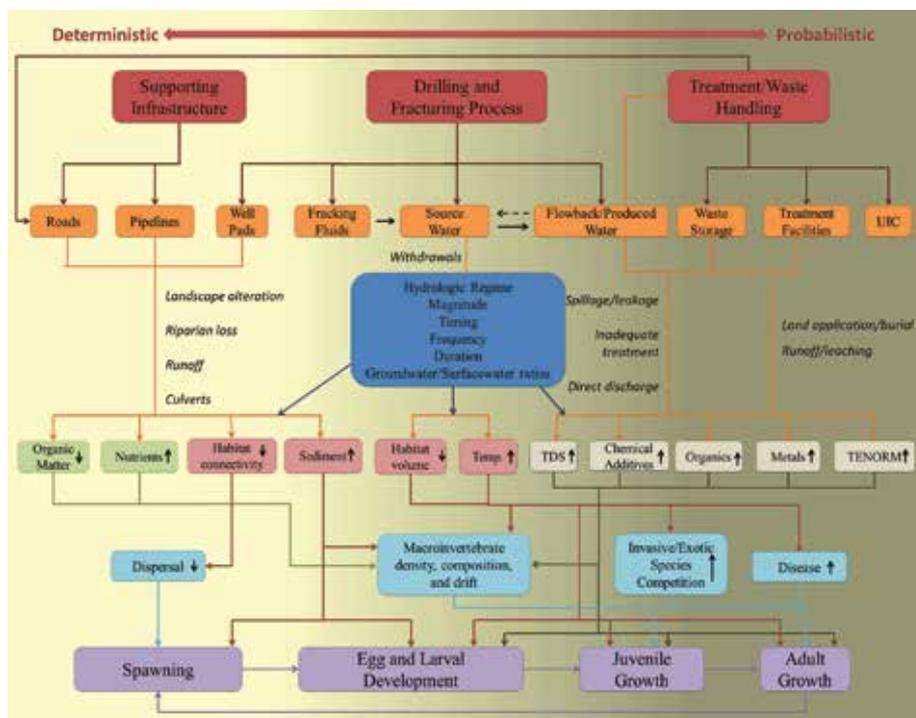 Deterministic
Probabilistic
Supporting
Infrastructure
Drilling and
Fracturing Process
Treatment/Waste
Handling
Roads
Pipelines
Well
Pads
Fracking
Fluids
Source
Water
Flowback/Produced
Water
Waste
Storage
Treatment
Facilities
UIC
Withdrawals
Landscape alteration
Riparian loss
Runoff
Culverts
Hydrologic Regime
Magnitude
Timing
Frequency
Duration
Groundwater/Surfacewater ratios
Spillage/leakage
Inadequate
treatment
Direct discharge
Land application/burial
Runoff/leaching
Organic
Matter
Nutrients
Habitat
connectivity
Sediment
Habitat
volume
Temp
TDS
Chemical
Additives
Organics
Metals
TENORM
Dispersal
Macroinvertebrate
density, composition,
and drift
Invasive/Exotic
Species
Competition
Disease
Spawning
Egg and Larval
Development
Juvenile
Growth
Adult
Growth